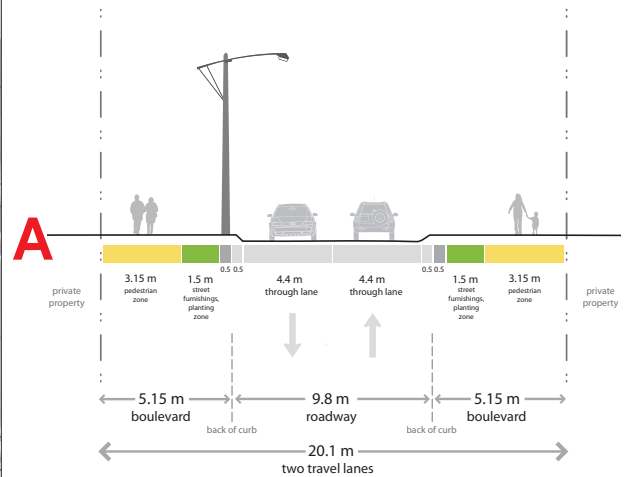 A
0.5 0.5
0.5 0.5
3.15 m
pedestrian
zone
1.5 m
street
furnishings,
planting
zone
4.4 m
through lane
4.4 m
through lane
1.5 m
street
furnishings,
planting
zone
3.15 m
pedestrian
zone
private
property
private
property
5.15 m
boulevard
9.8 m
roadway
5.15 m
boulevard
back of curb
back of curb
20.1 m
two travel lanes